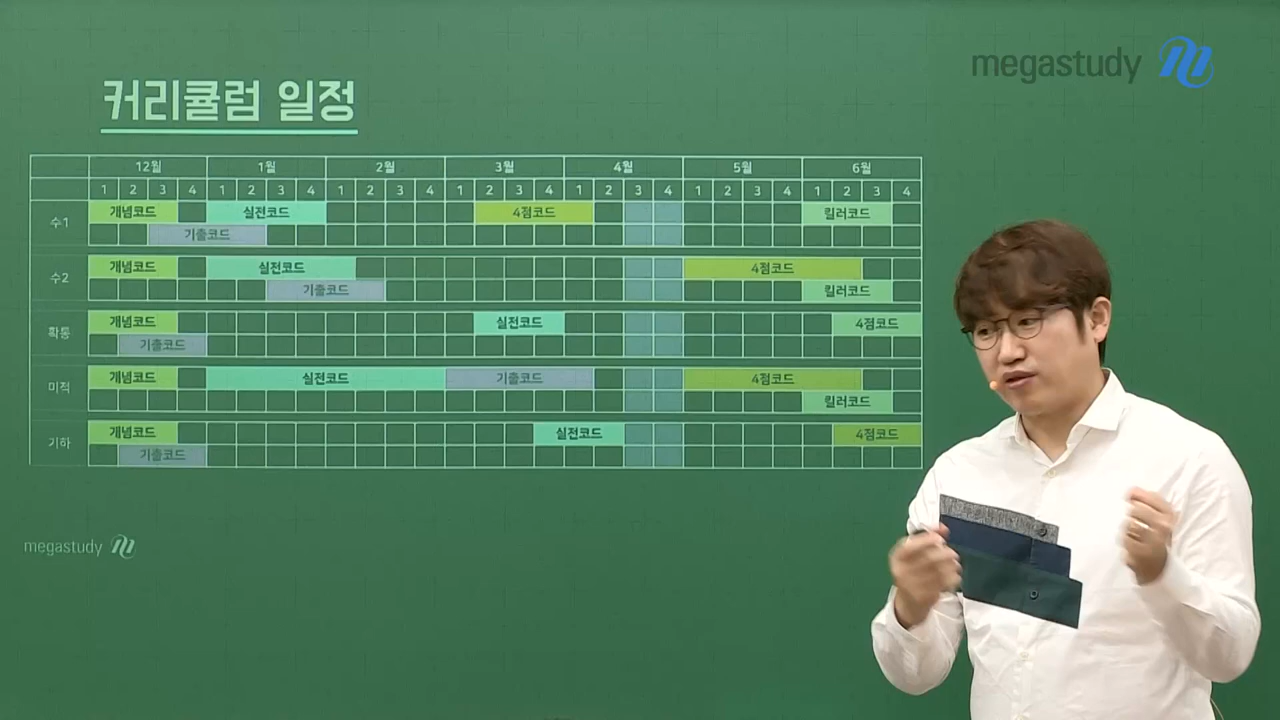 megastudy
커리큘럼 일정
12월 1월 2월 3월 4월 5월 6월
1 2 3 4 1 2 3 4 1 2 3 4 1 2 3 4 1 2 3 4 1 2 3 4 1 2 3 4
수1 개념코드 실전코드 4점코드 킬러코드
기출코드
수2 개념코드 실전코드 4점코드
기출코드 킬러코드
확통 개념코드 실전코드 4점코드
기출코드
미적 개념코드 실전코드 기출코드 4점코드
킬러코드
기하 개념코드 실전코드 4점코드
기출코드
megastudy